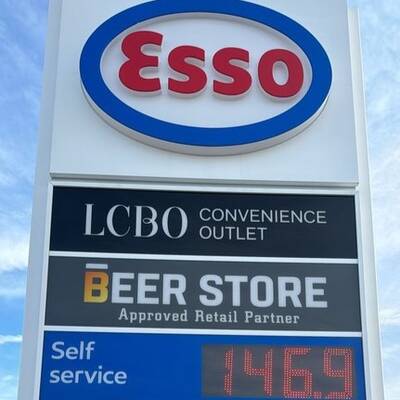 Esso
LCBO CONVENIENCE
OUTLET
BEER STORE
Approved Retail Partner
Self
service
146.9